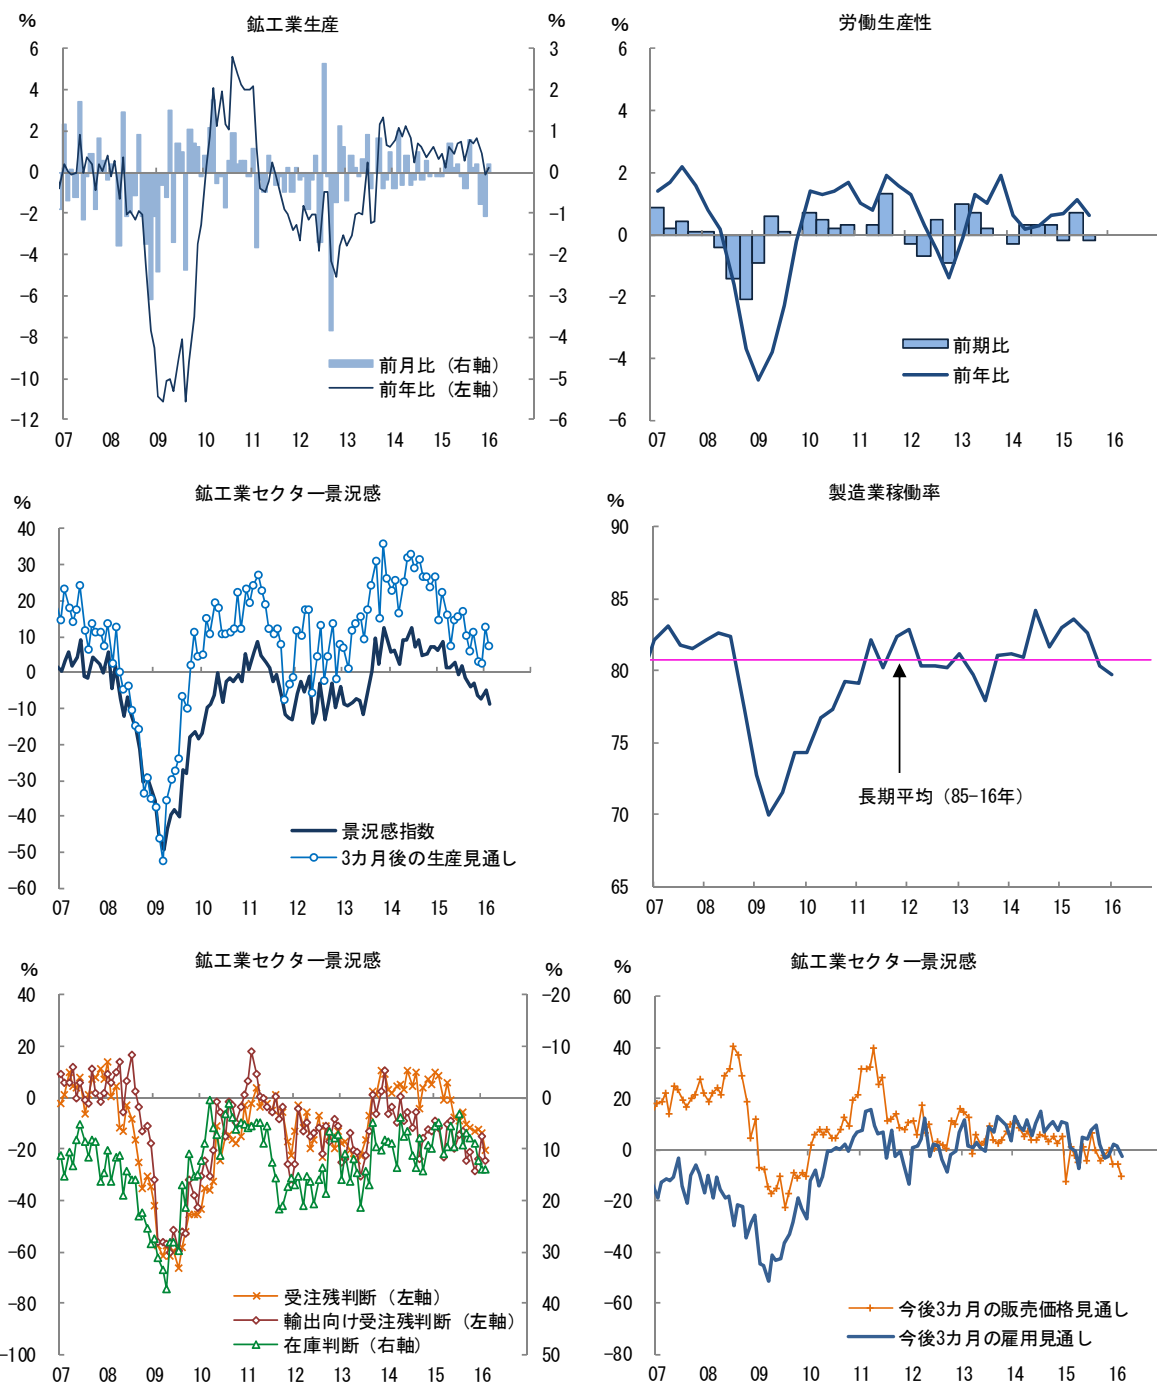 鉱工業生産
% %
6 3
4 2
2 1
0 0
-2 -1
-4 -2
-6 -3
-8 -4
-10 -5
-12 -6
前月比（右軸）
前年比（左軸）
07 08 09 10 11 12 13 14 15 16
労働生産性
%
6
4
2
0
-2
-4
-6
前期比
前年比
07 08 09 10 11 12 13 14 15 16
鉱工業セクター景況感
%
40
30
20
10
0
-10
-20
-30
-40
-50
-60
景況感指数
3カ月後の生産見通し
07 08 09 10 11 12 13 14 15 16
製造業稼働率
%
90
85
80
75
70
65
長期平均（85-16年）
07 08 09 10 11 12 13 14 15 16
鉱工業セクター景況感
% %
40 -20
20 -10
0 0
-20 10
-40 20
-60 30
-80 40
-100 50
受注残判断（左軸）
輸出向け受注残判断（左軸）
在庫判断（右軸）
07 08 09 10 11 12 13 14 15 16
鉱工業セクター景況感
%
60
40
20
0
-20
-40
-60
-80
今後3カ月の販売価格見通し
今後3カ月の雇用見通し
07 08 09 10 11 12 13 14 15 16